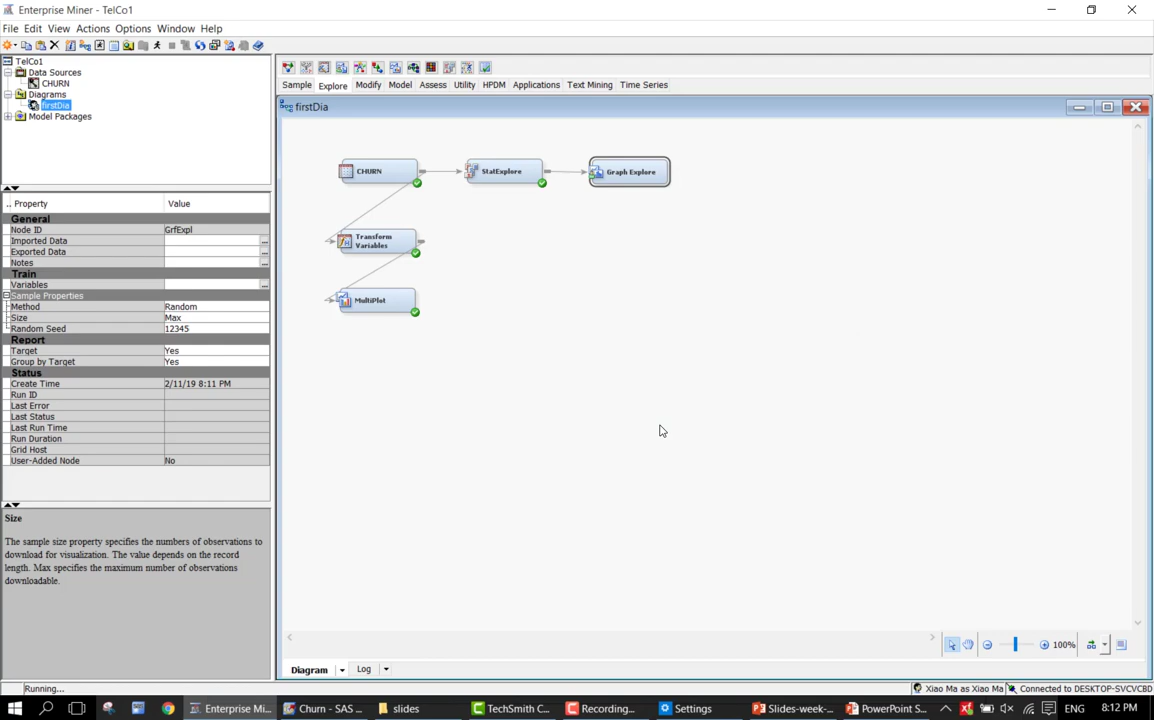 Enterprise Miner - TelCo1
File Edit View Actions Options Window Help
TelCo1
Data Sources
CHURN
Diagrams
firstDia
Model Packages
Sample Explore Modify Model Assess Utility HPDM Applications Text Mining Time Series
firstDia
CHURN
StatExplore
Graph Explore
Transform
Variables
MultiPlot
.. Property Value
General
Node ID GrfExpl
Imported Data ...
Exported Data ...
Notes ...
Train
Variables ...
Sample Properties
Method Random
Size Max
Random Seed 12345
Report
Target Yes
Group by Target Yes
Status
Create Time 2/11/19 8:11 PM
Run ID
Last Error
Last Status
Last Run Time
Run Duration
Grid Host
User-Added Node No
Size
The sample size property specifies the numbers of observations to
download for visualization. The value depends on the record
length. Max specifies the maximum number of observations
downloadable.
100%
Diagram Log
Running...
Xiao Ma as Xiao Ma Connected to DESKTOP-SVCVCBD
Enterprise Mi... Churn - SAS ... slides TechSmith C... Recording... Settings Slides-week-... PowerPoint S... ENG 8:12 PM